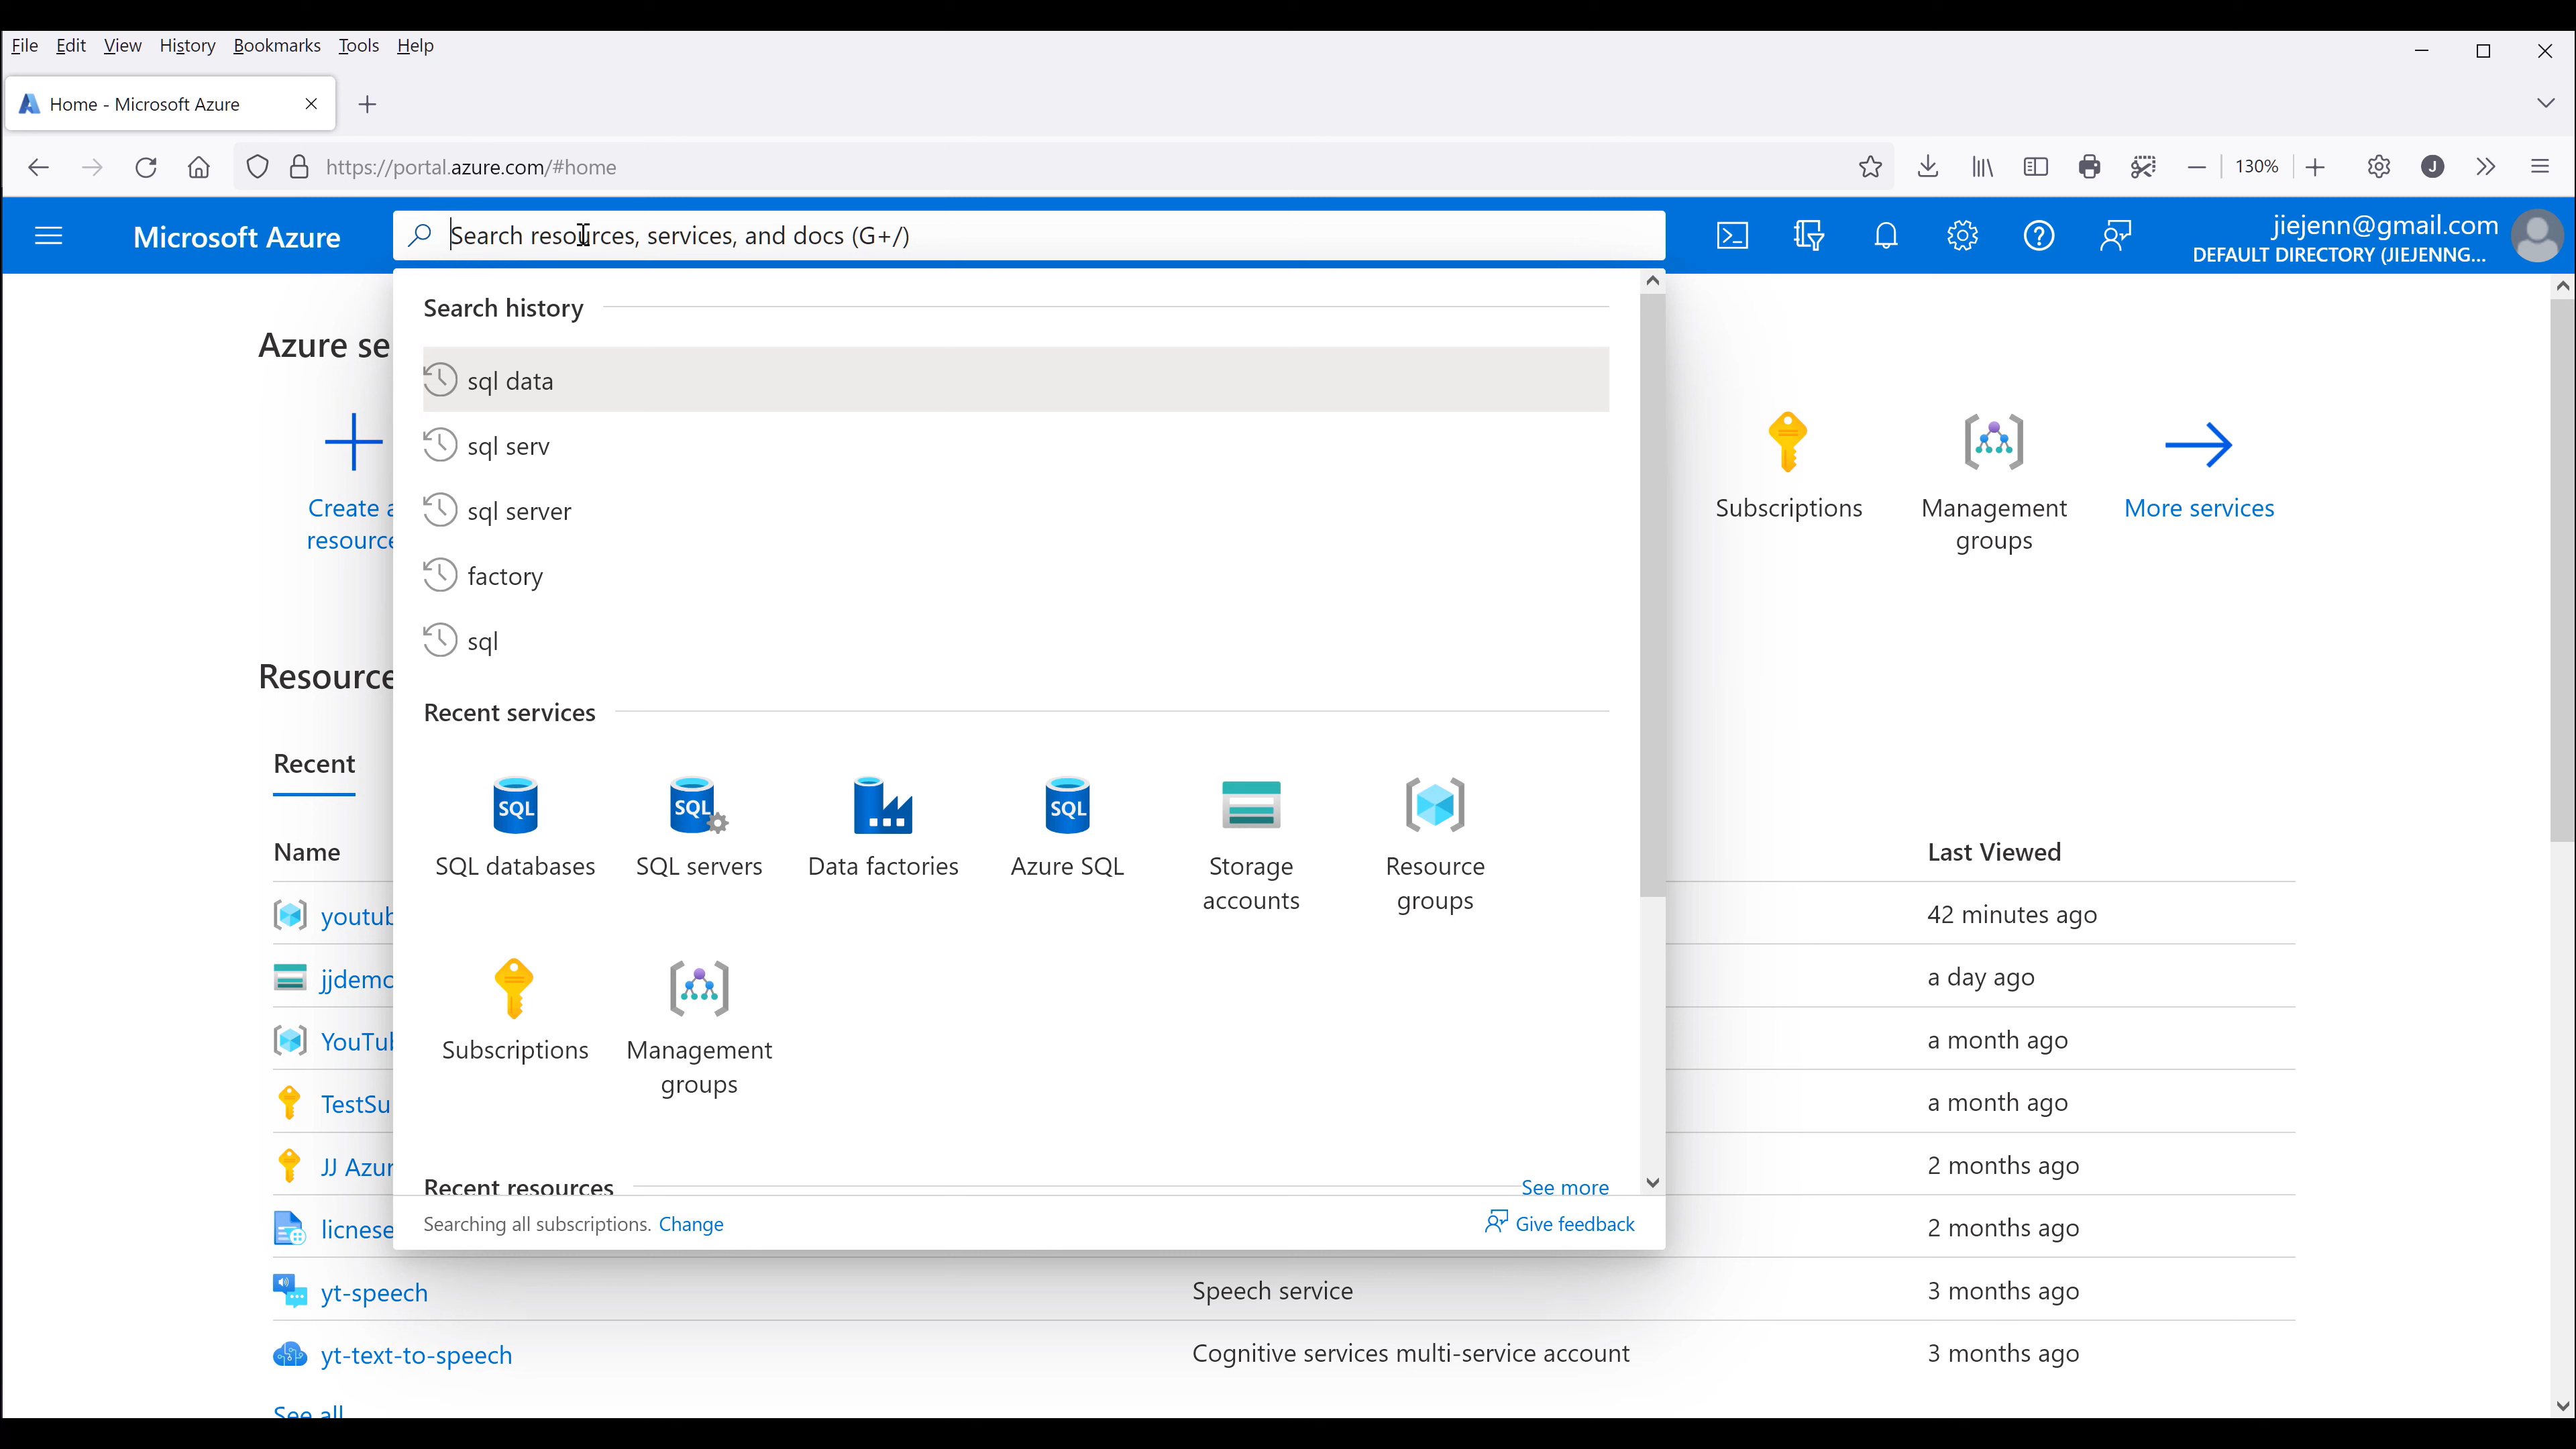 File Edit View History Bookmarks Tools Help
Home - Microsoft Azure
https://portal.azure.com/#home
130%
J
Microsoft Azure
Search resources, services, and docs (G+/)
jiejenn@gmail.com
DEFAULT DIRECTORY (JIEJENNG...
Azure se
Create a
resource
Subscriptions
Management
groups
More services
Search history
sql data
sql serv
sql server
factory
sql
Recent services
SQL
SQL databases
SQL
SQL servers
Data factories
SQL
Azure SQL
Storage
accounts
Resource
groups
Subscriptions
Management
groups
Recent resources
See more
Searching all subscriptions. Change
Give feedback
Resource
Recent
Name
Last Viewed
youtub
42 minutes ago
jjdemo
a day ago
YouTub
a month ago
TestSu
a month ago
JJ Azur
2 months ago
licnese
2 months ago
yt-speech
Speech service
3 months ago
yt-text-to-speech
Cognitive services multi-service account
3 months ago
See all